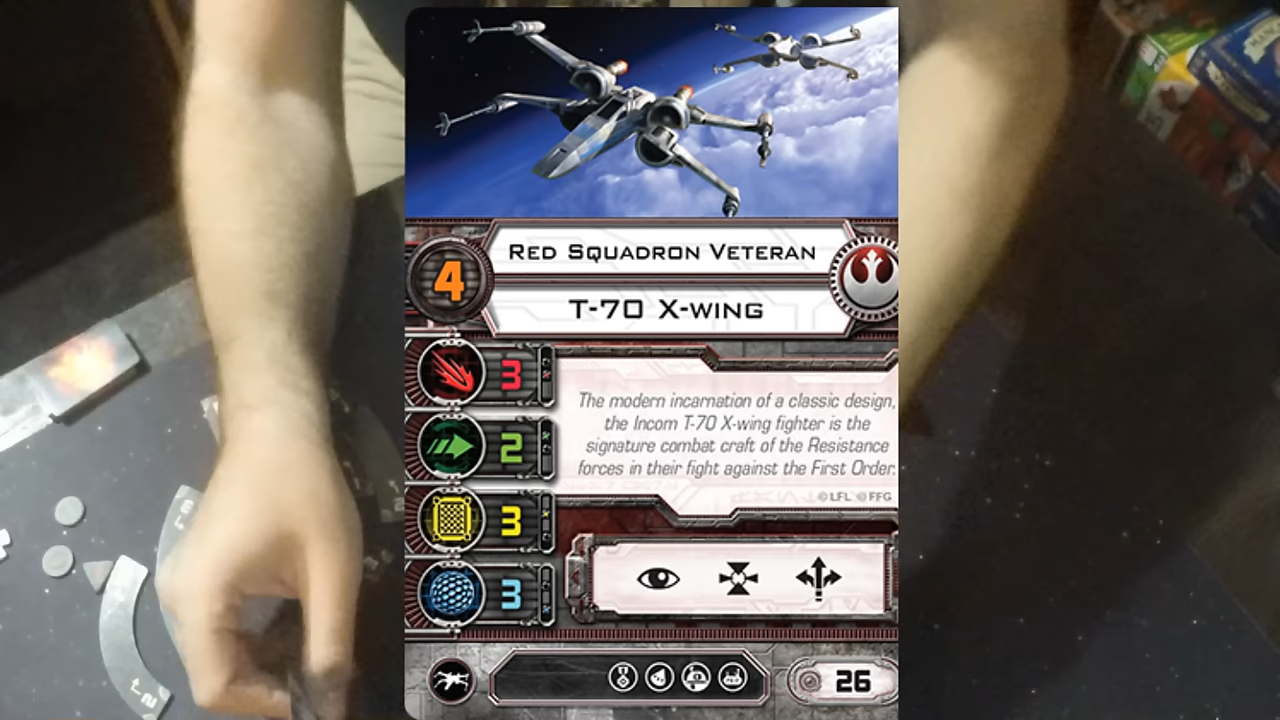 Red Squadron Veteran
4
T-70 X-wing
3
The modern incarnation of a classic design,
the Incom T-70 X-wing fighter is the
signature combat craft of the Resistance
forces in their fight against the First Order.
2
©LFL ©FFG
3
3
26
2